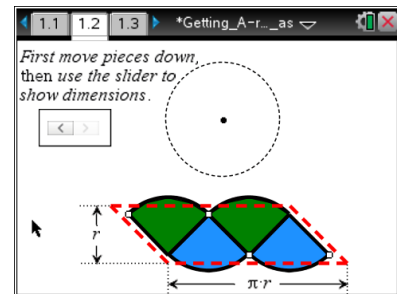 1.1 1.2 1.3 *Getting_A-r..._as
First move pieces down,
then use the slider to
show dimensions.
r
π·r